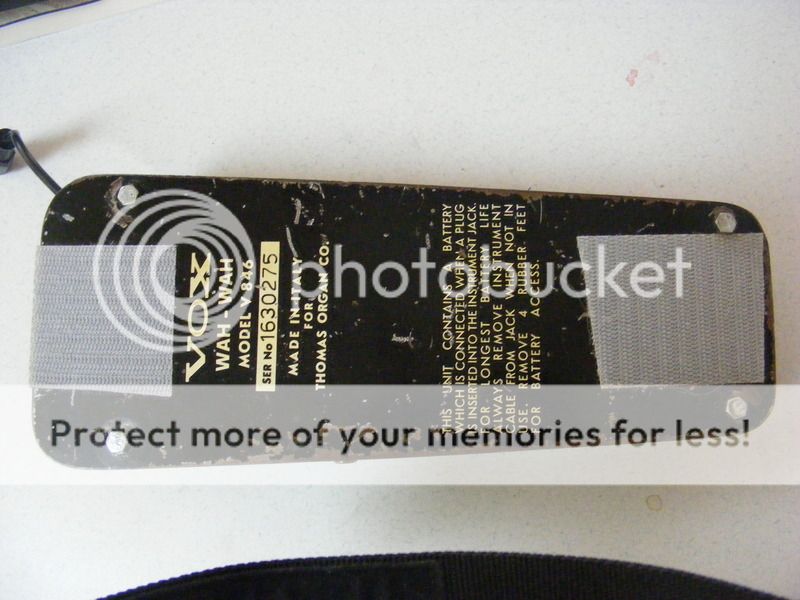 VOX
WAH - WAH
MODEL V 846
SER No 1630275
MADE IN ITALY
FOR
THOMAS ORGAN CO.
THIS UNIT CONTAINS A BATTERY
WHICH IS CONNECTED WHEN A PLUG
IS INSERTED INTO THE INSTRUMENT JACK.
FOR LONGEST BATTERY LIFE
ALWAYS REMOVE INSTRUMENT
CABLE FROM JACK WHEN NOT IN
USE. REMOVE 4 RUBBER FEET
FOR BATTERY ACCESS.
photobucket
Protect more of your memories for less!